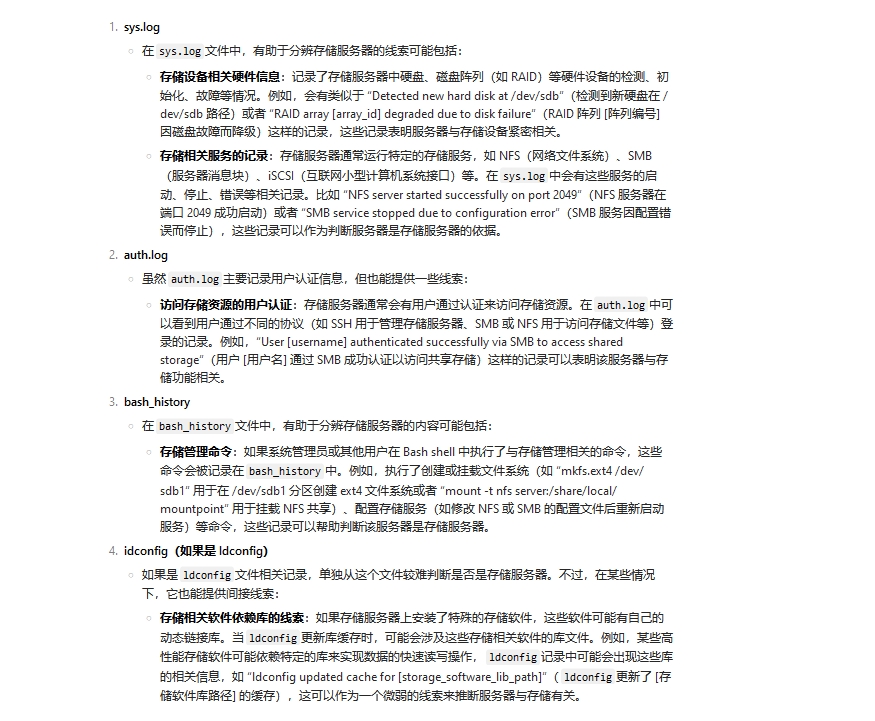 1. sys.log
在 sys.log 文件中，有助于分辨存储服务器的线索可能包括：
存储设备相关硬件信息：记录了存储服务器中硬盘、磁盘阵列（如 RAID）等硬件设备的检测、初
始化、故障等情况。例如，会有类似于 “Detected new hard disk at /dev/sdb”（检测到新硬盘在 /
dev/sdb 路径）或者 “RAID array [array_id] degraded due to disk failure”（RAID 阵列 [阵列编号]
因磁盘故障而降级）这样的记录，这些记录表明服务器与存储设备紧密相关。
存储相关服务的记录：存储服务器通常运行特定的存储服务，如 NFS（网络文件系统）、SMB
（服务器消息块）、iSCSI（互联网小型计算机系统接口）等。在 sys.log 中会有这些服务的启
动、停止、错误等相关记录。比如 “NFS server started successfully on port 2049”（NFS 服务器在
端口 2049 成功启动）或者 “SMB service stopped due to configuration error”（SMB 服务因配置错
误而停止），这些记录可以作为判断服务器是存储服务器的依据。
2. auth.log
虽然 auth.log 主要记录用户认证信息，但也能提供一些线索：
访问存储资源的用户认证：存储服务器通常会有用户通过认证来访问存储资源。在 auth.log 中可
以看到用户通过不同的协议（如 SSH 用于管理存储服务器、SMB 或 NFS 用于访问存储文件等）登
录的记录。例如，“User [username] authenticated successfully via SMB to access shared
storage”（用户 [用户名] 通过 SMB 成功认证以访问共享存储）这样的记录可以表明该服务器与存
储功能相关。
3. bash_history
在 bash_history 文件中，有助于分辨存储服务器的内容可能包括：
存储管理命令：如果系统管理员或其他用户在 Bash shell 中执行了与存储管理相关的命令，这些
命令会被记录在 bash_history 中。例如，执行了创建或挂载文件系统（如 “mkfs.ext4 /dev/
sdb1” 用于在 /dev/sdb1 分区创建 ext4 文件系统或者 “mount -t nfs server:/share/local/
mountpoint” 用于挂载 NFS 共享）、配置存储服务（如修改 NFS 或 SMB 的配置文件后重新启动
服务）等命令，这些记录可以帮助判断该服务器是存储服务器。
4. idconfig（如果是 ldconfig)
如果是 ldconfig 文件相关记录，单独从这个文件较难判断是否是存储服务器。不过，在某些情况
下，它也能提供间接线索：
存储相关软件依赖库的线索：如果存储服务器上安装了特殊的存储软件，这些软件可能有自己的
动态链接库。当 ldconfig 更新库缓存时，可能会涉及这些存储相关软件的库文件。例如，某些高
性能存储软件可能依赖特定的库来实现数据的快速读写操作， ldconfig 记录中可能会出现这些库
的相关信息，如 “ldconfig updated cache for [storage_software_lib_path]”（ ldconfig 更新了 [存
储软件库路径] 的缓存），这可以作为一个微弱的线索来推断服务器与存储有关。